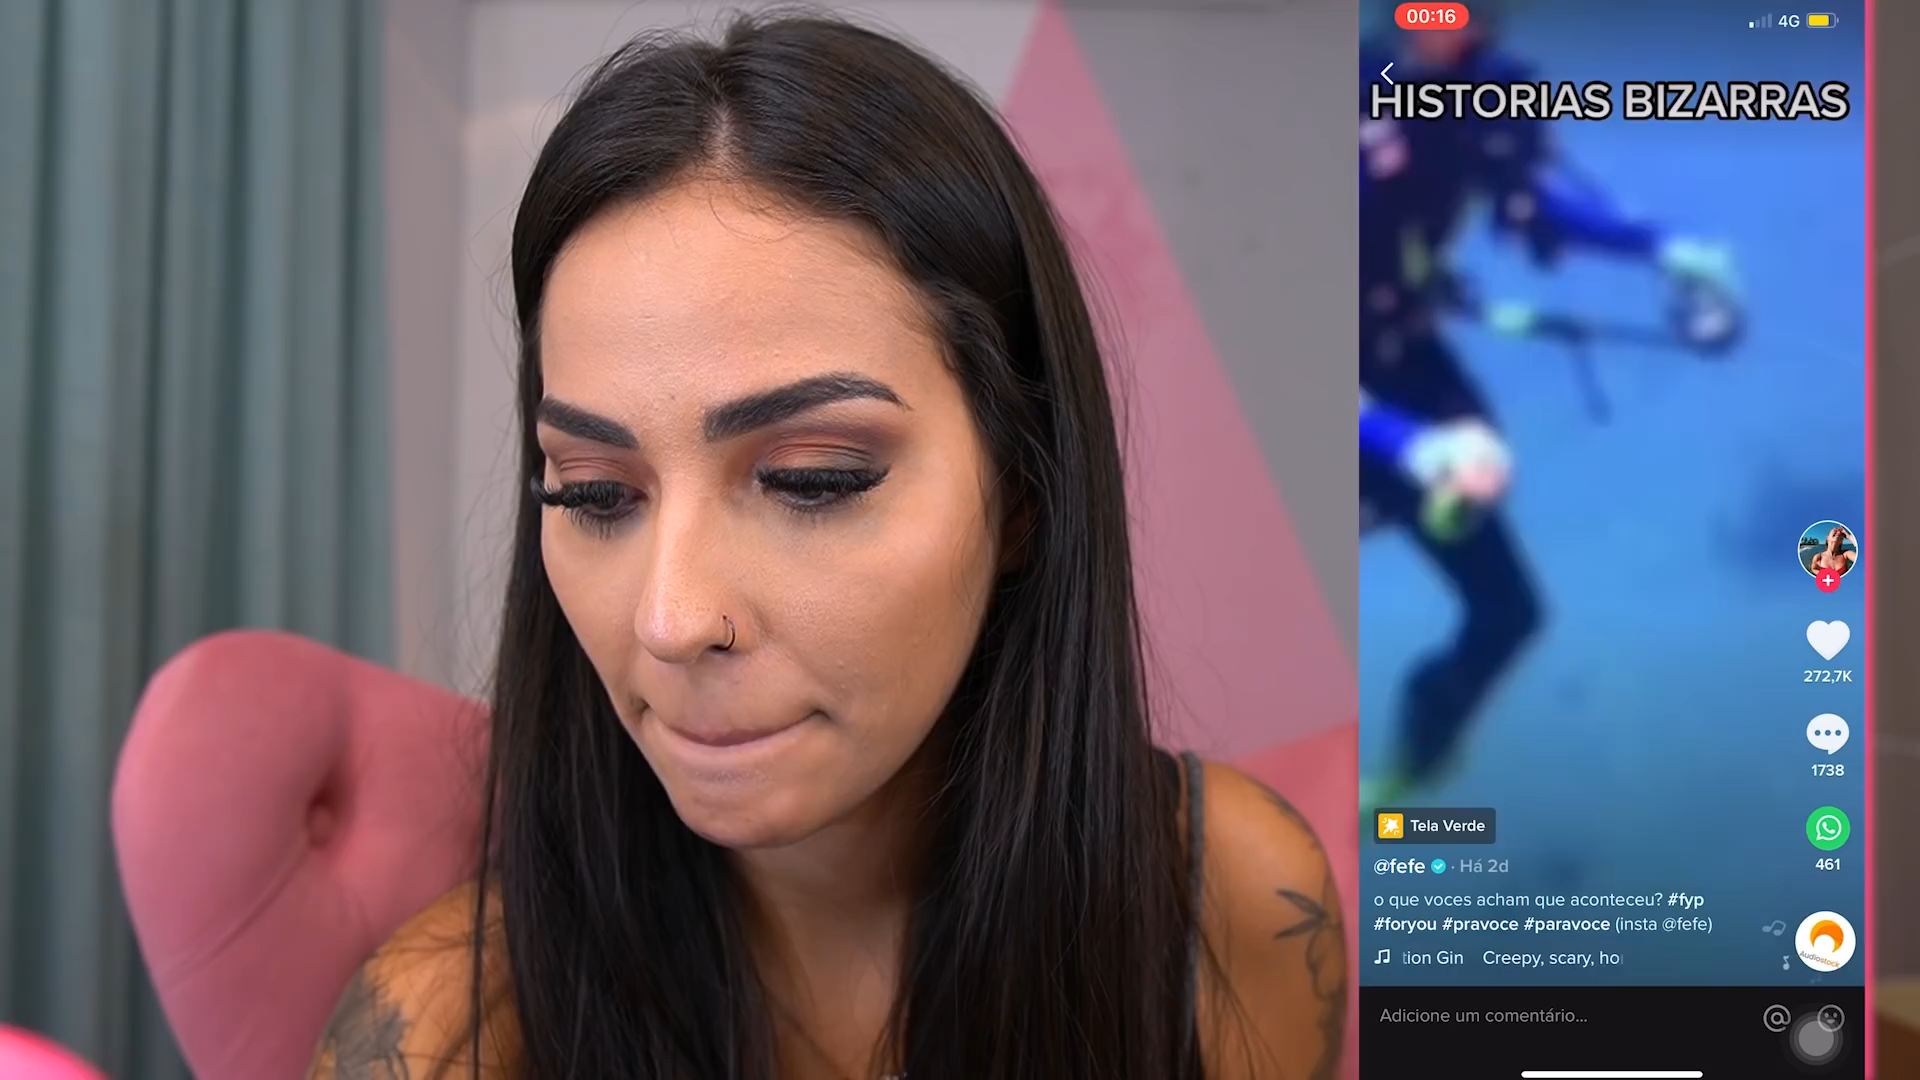 00:16
4G
HISTORIAS BIZARRAS
272,7K
1738
461
Tela Verde
@fefe · Há 2d
o que voces acham que aconteceu? #fyp
#foryou #pravoce #paravoce (insta @fefe)
tion Gin Creepy, scary, ho
Audiostock
Adicione um comentário...